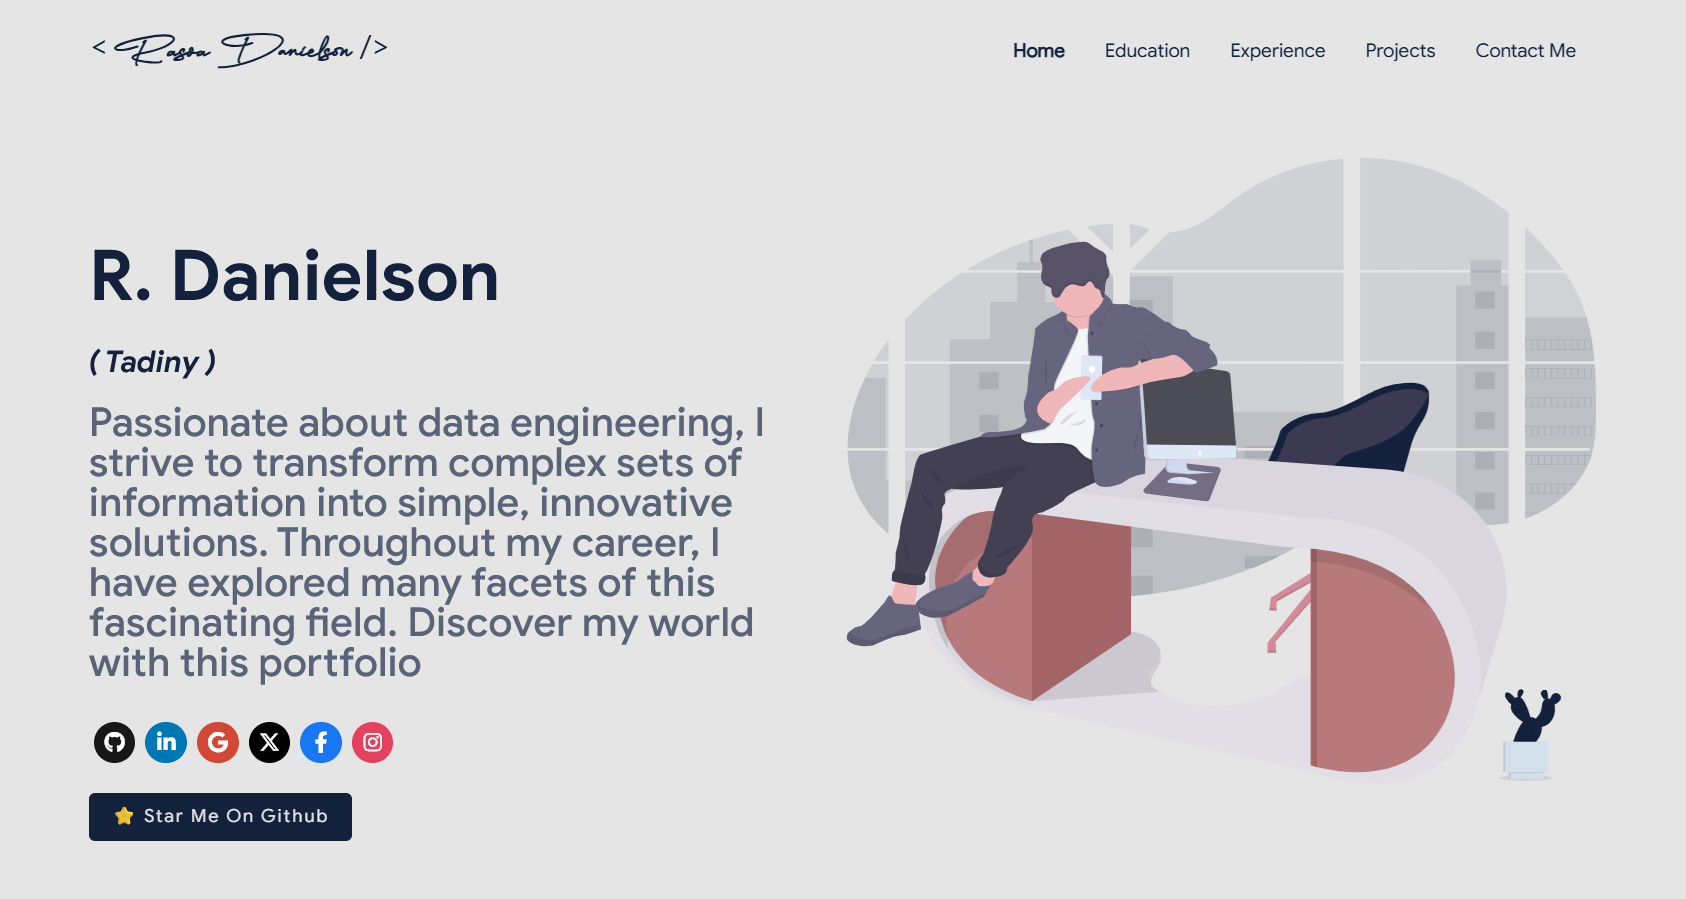 < Rasoa Danielson />
Home Education Experience Projects Contact Me
R. Danielson
( Tadiny )
Passionate about data engineering, I
strive to transform complex sets of
information into simple, innovative
solutions. Throughout my career, I
have explored many facets of this
fascinating field. Discover my world
with this portfolio
Star Me On Github